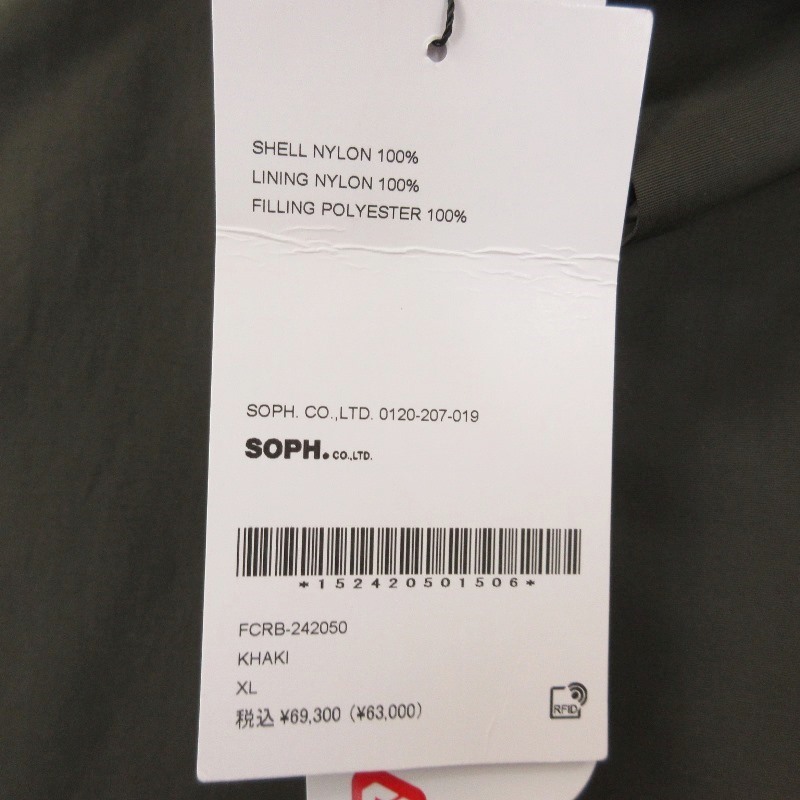 SHELL NYLON 100%
LINING NYLON 100%
FILLING POLYESTER 100%
SOPH. CO.,LTD. 0120-207-019
SOPH. CO.,LTD.
*152420501506*
FCRB-242050
KHAKI
XL
税込 ¥69,300 (¥63,000)
RFID